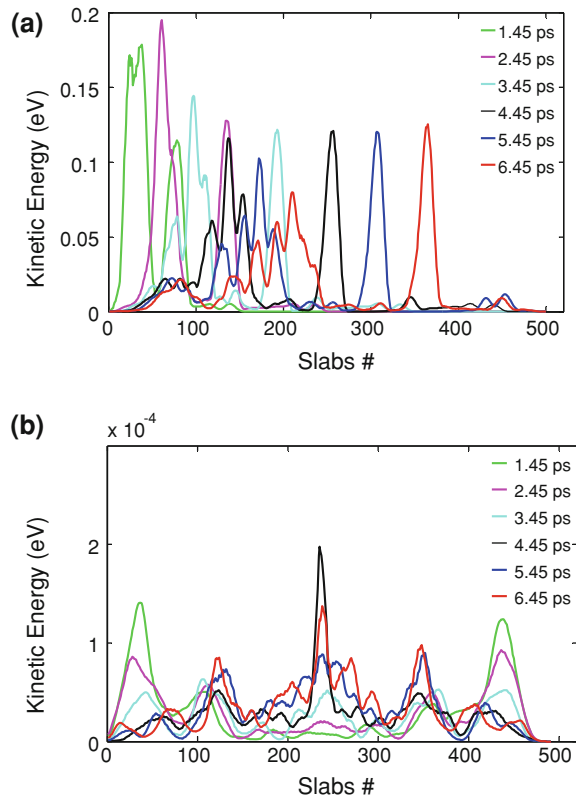 (a)
0.2
0.15
0.1
0.05
0
Kinetic Energy (eV)
1.45 ps
2.45 ps
3.45 ps
4.45 ps
5.45 ps
6.45 ps
0 100 200 300 400 500
Slabs #
(b)
x 10-4
2
1
0
Kinetic Energy (eV)
1.45 ps
2.45 ps
3.45 ps
4.45 ps
5.45 ps
6.45 ps
0 100 200 300 400 500
Slabs #